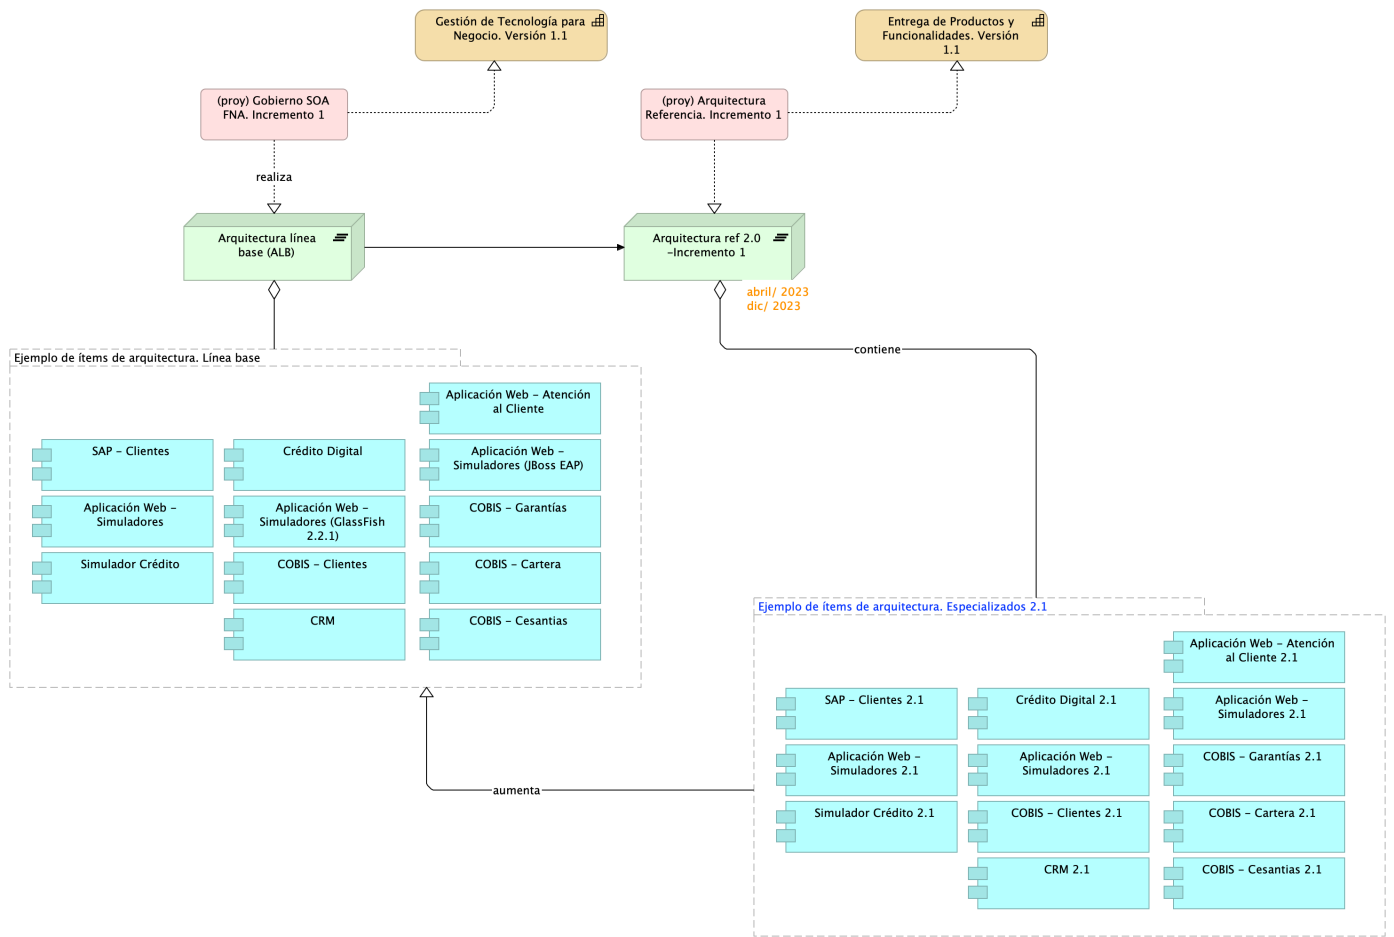 Gestión de Tecnología para
Negocio. Versión 1.1
Entrega de Productos y
Funcionalidades. Versión
1.1
(proy) Gobierno SOA
FNA. Incremento 1
(proy) Arquitectura
Referencia. Incremento 1
realiza
Arquitectura línea
base (ALB)
Arquitectura ref 2.0
-Incremento 1
abril/ 2023
dic/ 2023
contiene
Ejemplo de ítems de arquitectura. Línea base
Aplicación Web - Atención
al Cliente
SAP - Clientes
Crédito Digital
Aplicación Web -
Simuladores (JBoss EAP)
Aplicación Web -
Simuladores
Aplicación Web -
Simuladores (GlassFish
2.2.1)
COBIS - Garantías
Simulador Crédito
COBIS - Clientes
COBIS - Cartera
CRM
COBIS - Cesantias
aumenta
Ejemplo de ítems de arquitectura. Especializados 2.1
Aplicación Web - Atención
al Cliente 2.1
SAP - Clientes 2.1
Crédito Digital 2.1
Aplicación Web -
Simuladores 2.1
Aplicación Web -
Simuladores 2.1
Aplicación Web -
Simuladores 2.1
COBIS - Garantías 2.1
Simulador Crédito 2.1
COBIS - Clientes 2.1
COBIS - Cartera 2.1
CRM 2.1
COBIS - Cesantias 2.1